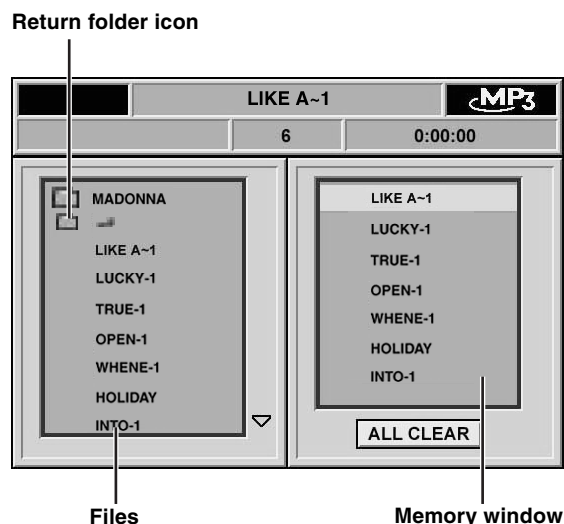 Return folder icon
LIKE A~1
MP3
6
0:00:00
MADONNA
LIKE A~1
LUCKY-1
TRUE-1
OPEN-1
WHENE-1
HOLIDAY
INTO-1
LIKE A~1
LUCKY-1
TRUE-1
OPEN-1
WHENE-1
HOLIDAY
INTO-1
ALL CLEAR
Files
Memory window